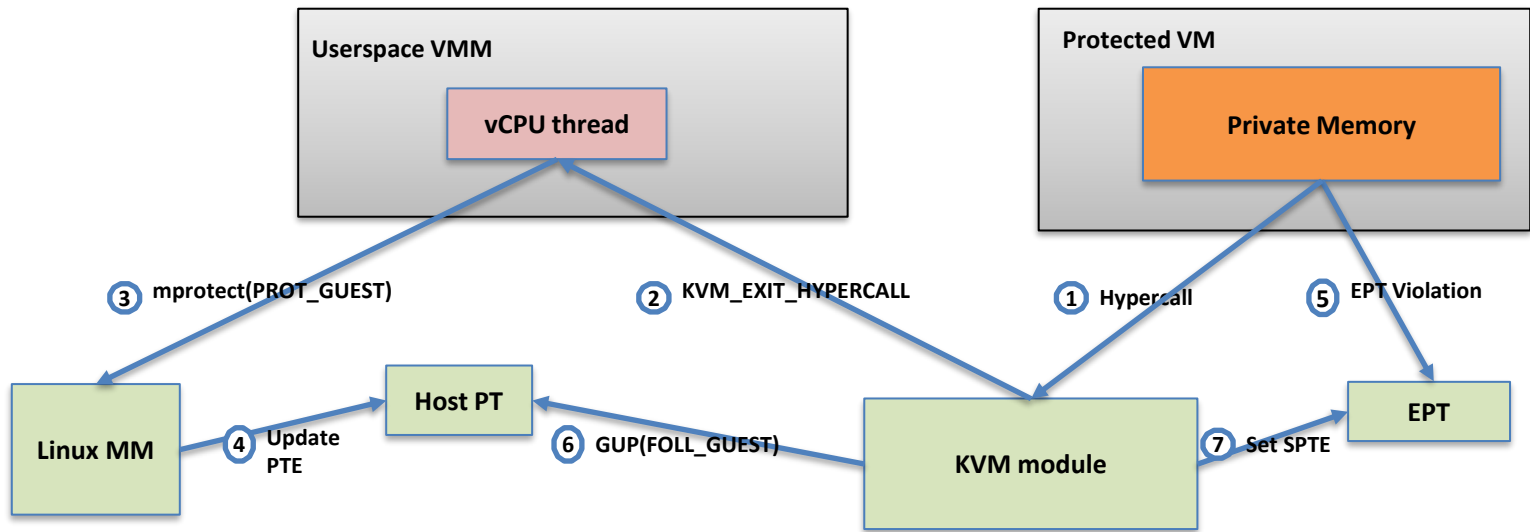 Userspace VMM
Protected VM
vCPU thread
Private Memory
3 mprotect(PROT_GUEST)
2 KVM_EXIT_HYPERCALL
1 Hypercall
5 EPT Violation
Linux MM
Host PT
4 Update
PTE
6 GUP(FOLL_GUEST)
KVM module
7 Set SPTE
EPT